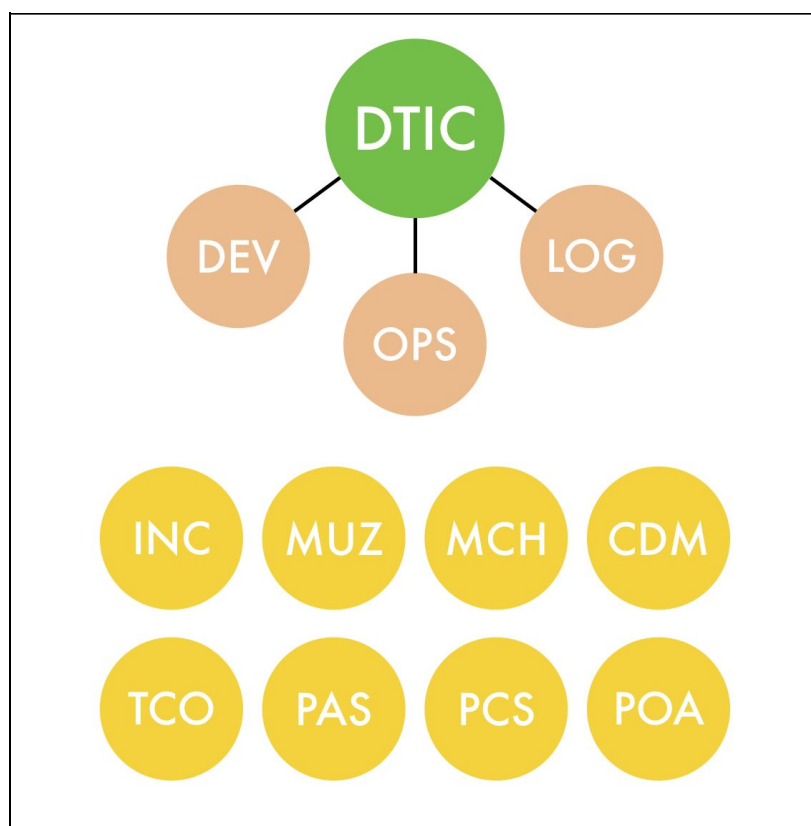 DTIC
DEV
LOG
OPS
INC
MUZ
MCH
CDM
TCO
PAS
PCS
POA